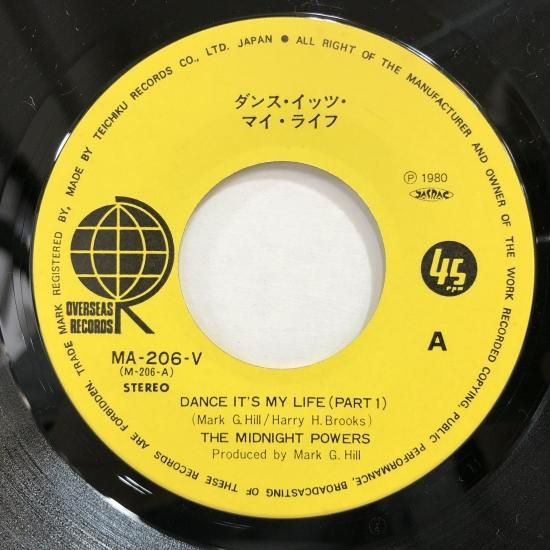 TRADE MARK REGISTERED BY, MADE BY TEICHIKU RECORDS CO., LTD. JAPAN ● ALL RIGHT OF THE MANUFACTURER AND OWNER OF THE WORK RECORDED COPYING, PUBLIC PERFORMANCE, BROADCASTING OF THESE RECORDS ARE FORBIDDEN.
ダンス・イッツ・
マイ・ライフ
Ⓟ 1980
JASRAC
OVERSEAS
RECORDS
45
rpm
MA-206-V
(M-206-A)
STEREO
A
DANCE IT'S MY LIFE (PART 1)
(Mark G. Hill/Harry H. Brooks)
THE MIDNIGHT POWERS
Produced by Mark G. Hill